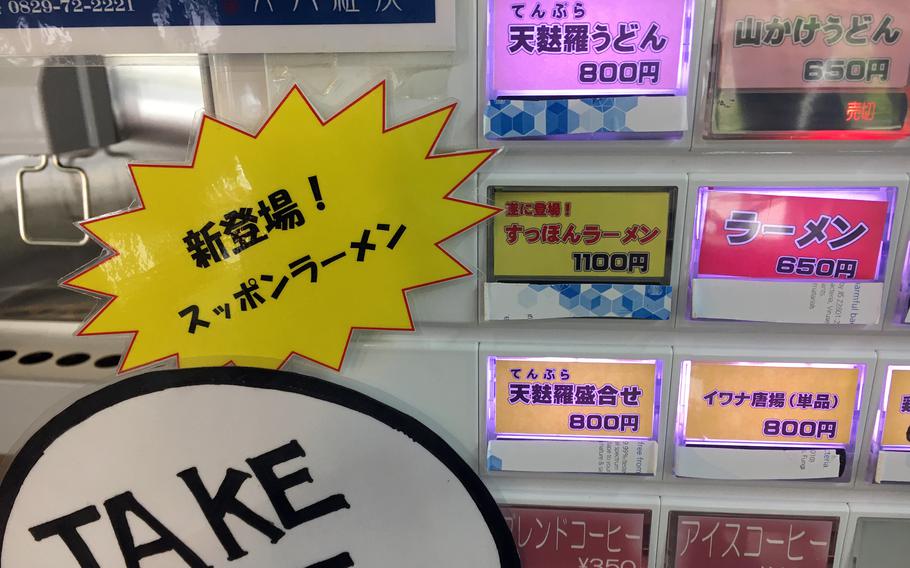 0829-72-2221
てんぷら
天麩羅うどん
800円
山かけうどん
650円
売切
新登場！
スッポンラーメン
遂に登場！
すっぽんラーメン
1100円
ラーメン
650円
てんぷら
天麩羅盛合せ
800円
イワナ唐揚（単品）
800円
TAKE
レンドコーヒー
¥350
アイスコーヒー